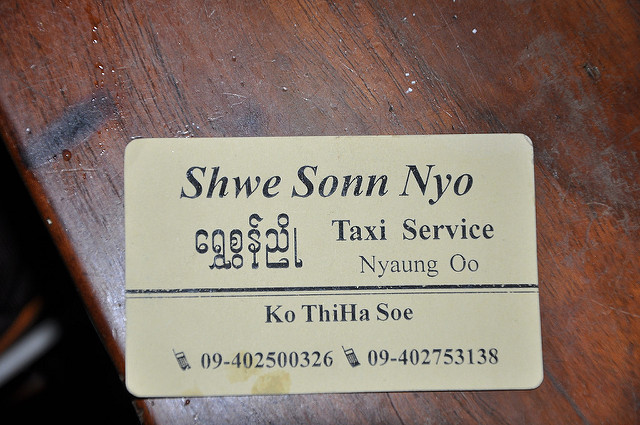 Shwe Sonn Nyo
ရွှေစွန်ညို
Taxi Service
Nyaung Oo
Ko ThiHa Soe
09-402500326 09-402753138